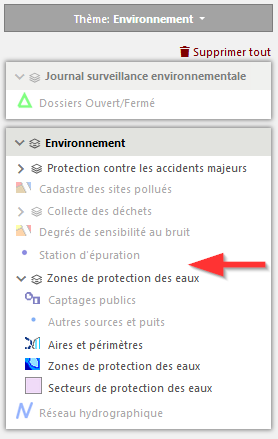 Thème: Environnement
Supprimer tout
Journal surveillance environnementale
Dossiers Ouvert/Fermé
Environnement
Protection contre les accidents majeurs
Cadastre des sites pollués
Collecte des déchets
Degrés de sensibilité au bruit
Station d'épuration
Zones de protection des eaux
Captages publics
Autres sources et puits
Aires et périmètres
Zones de protection des eaux
Secteurs de protection des eaux
Réseau hydrographique